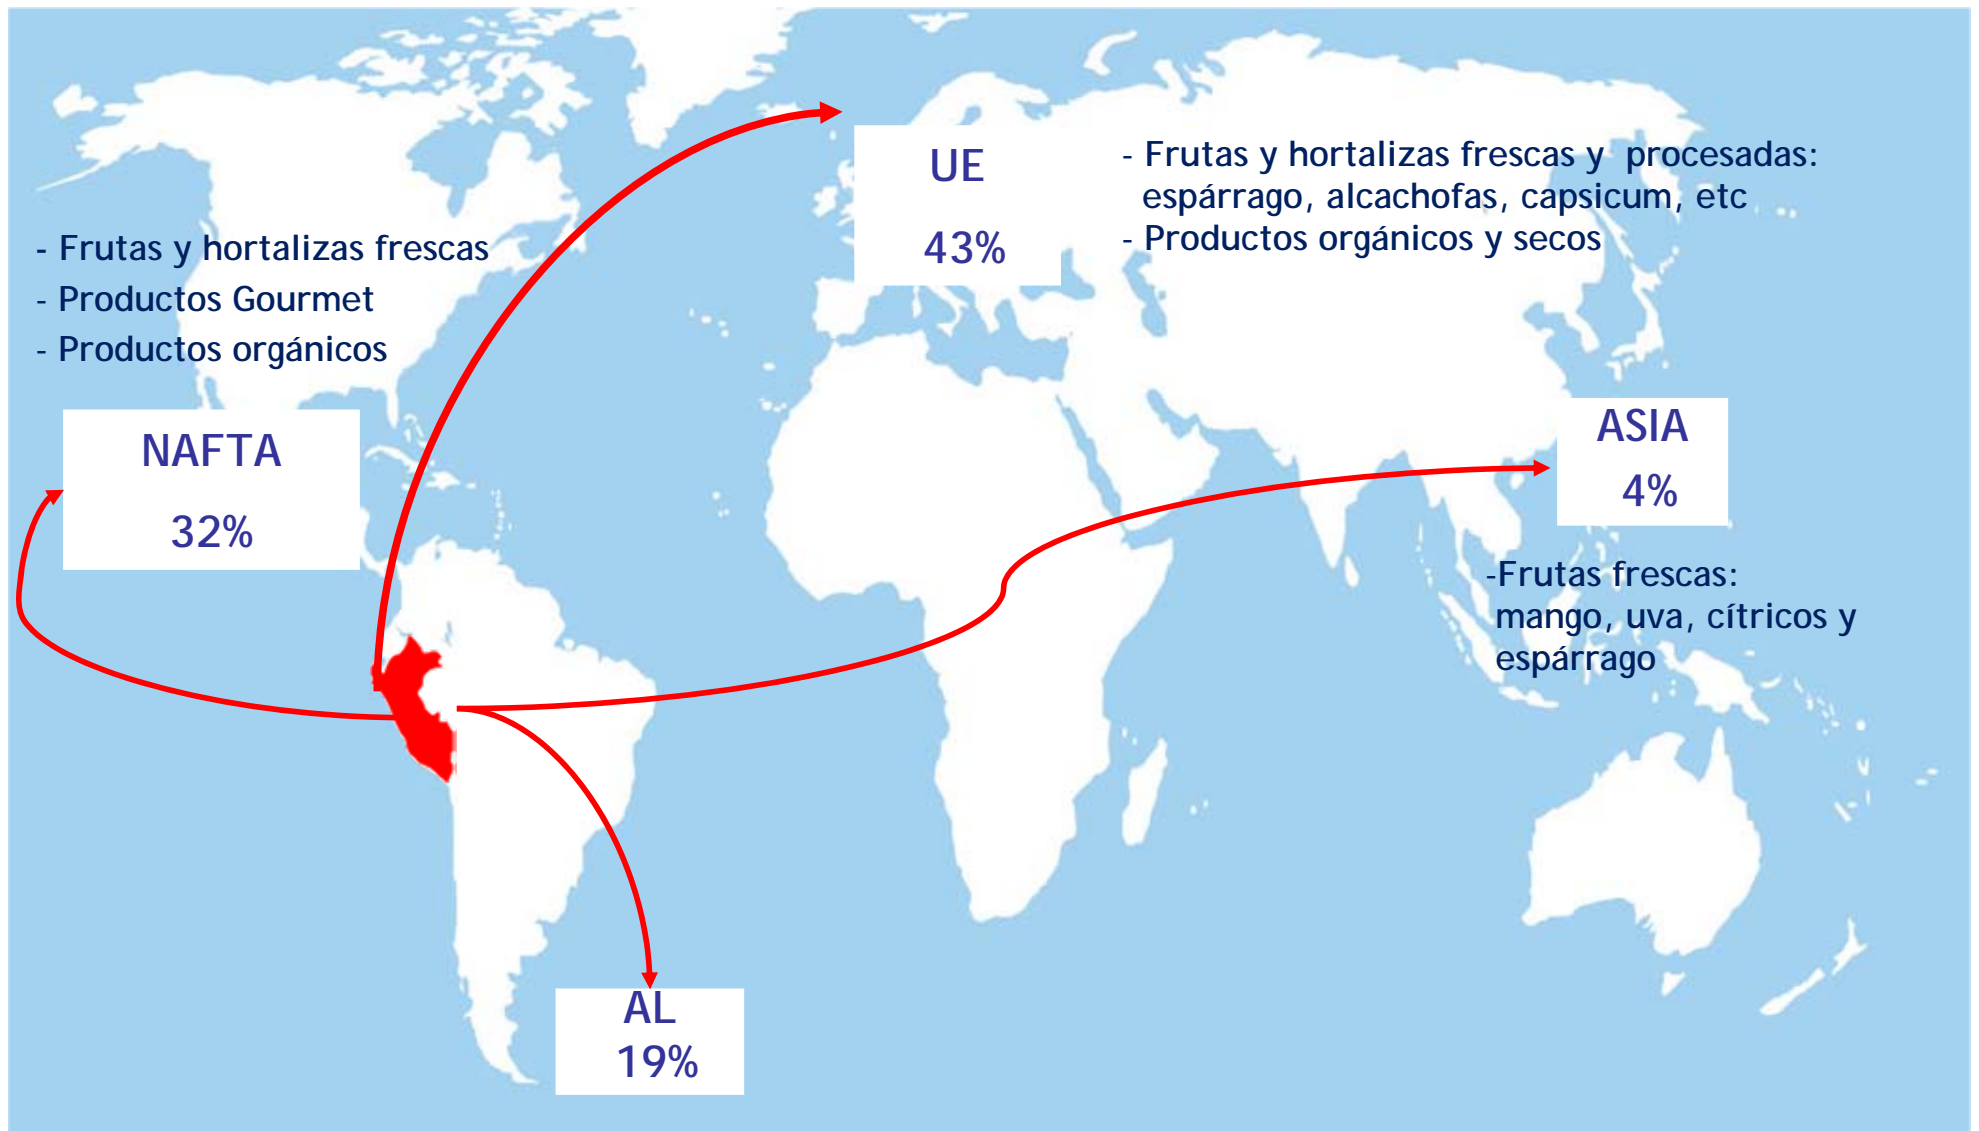 - Frutas y hortalizas frescas
- Productos Gourmet
- Productos orgánicos
NAFTA
32%
UE
43%
- Frutas y hortalizas frescas y procesadas:
espárrago, alcachofas, capsicum, etc
- Productos orgánicos y secos
ASIA
4%
-Frutas frescas:
mango, uva, cítricos y
espárrago
AL
19%